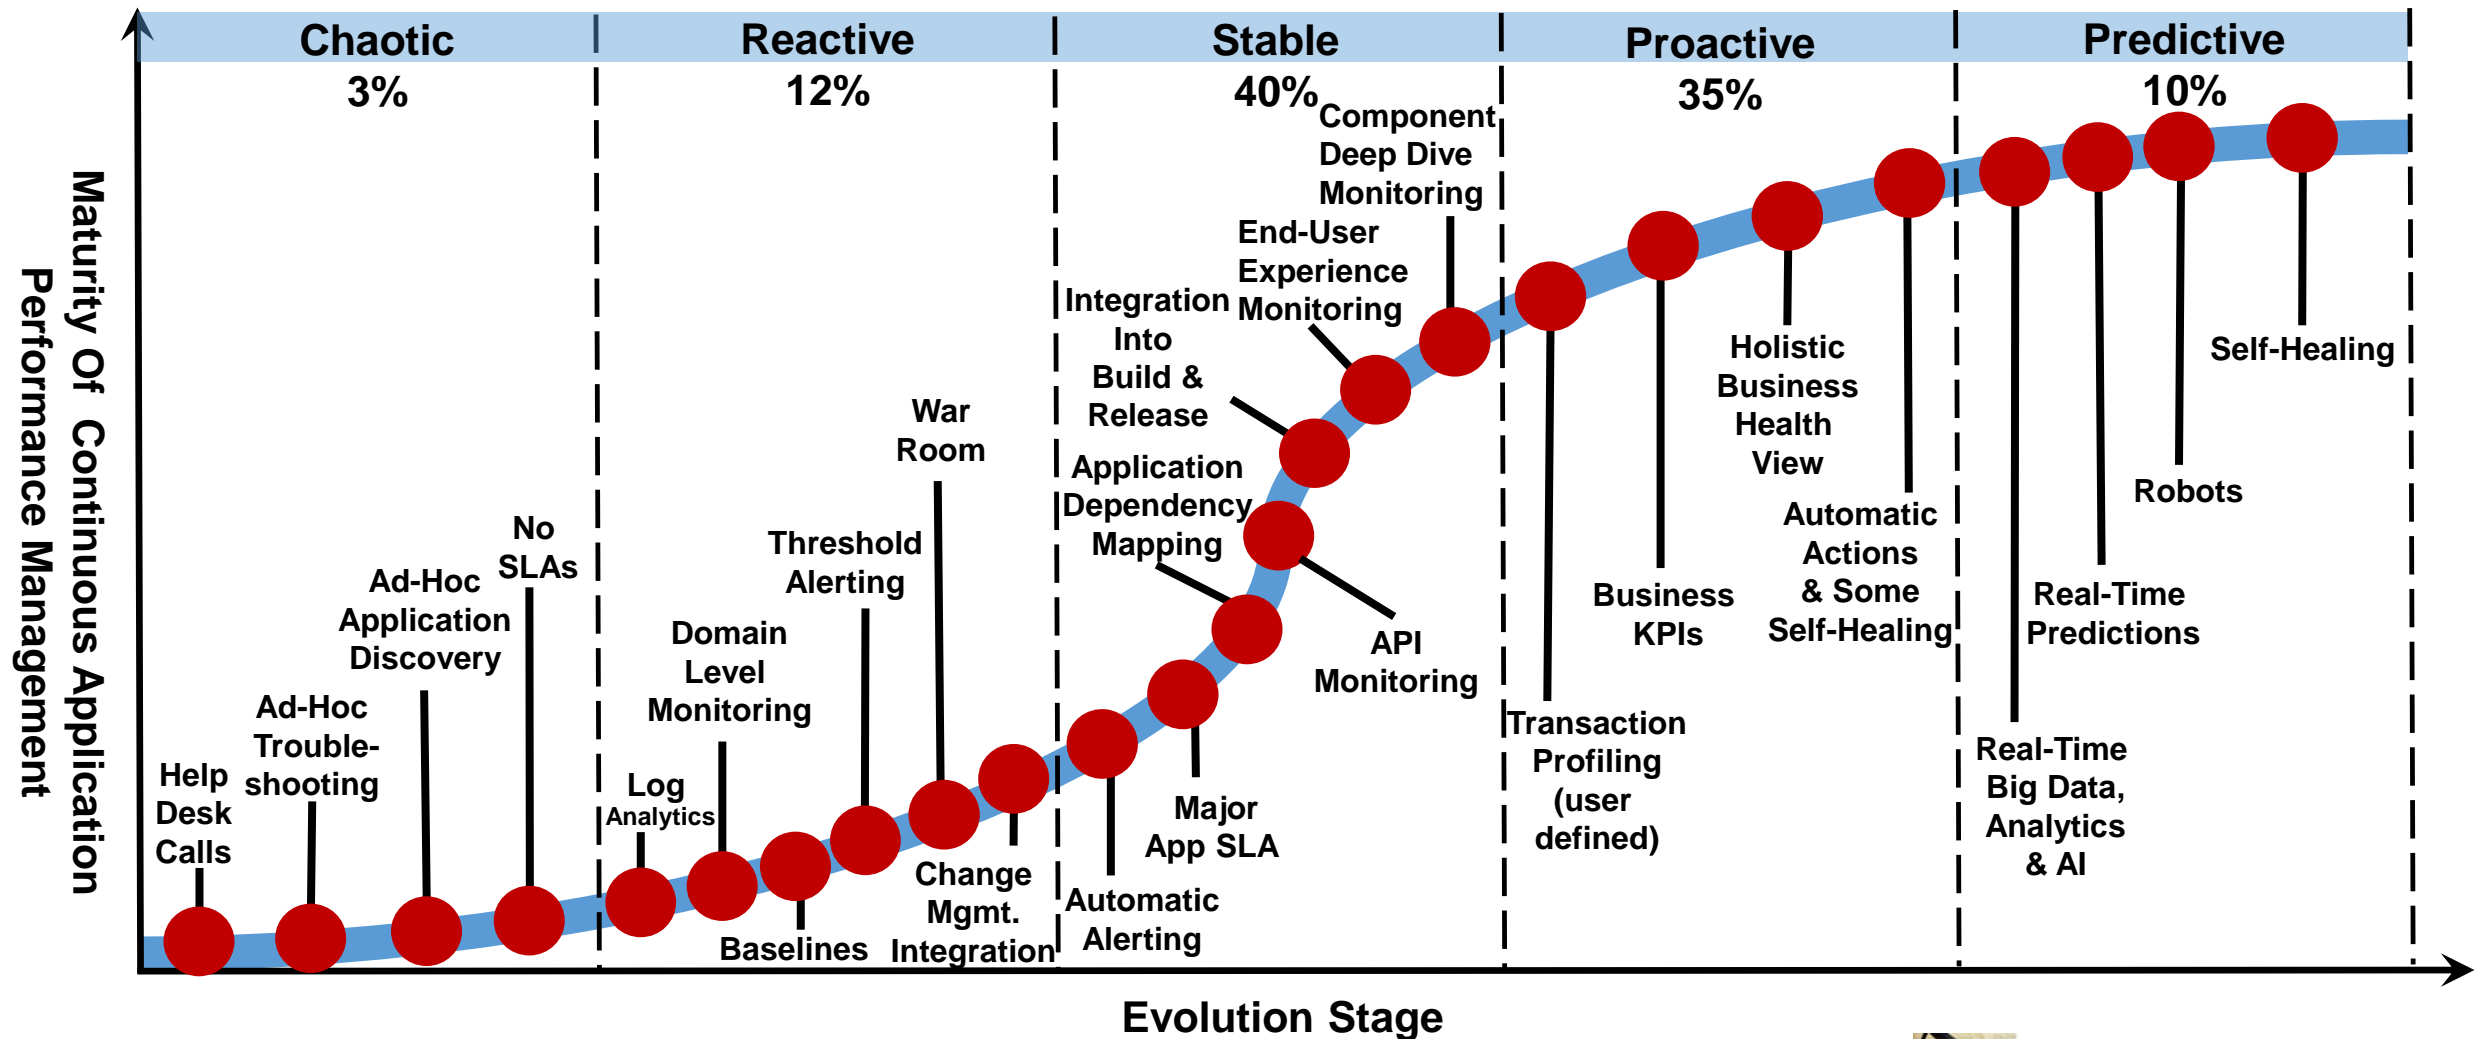 Chaotic
3%
Reactive
12%
Stable
40%
Proactive
35%
Predictive
10%
Maturity Of Continuous Application
Performance Management
Help
Desk
Calls
Ad-Hoc
Trouble-
shooting
Ad-Hoc
Application
Discovery
No
SLAs
Log
Analytics
Domain
Level
Monitoring
Baselines
Threshold
Alerting
War
Room
Change
Mgmt.
Integration
Automatic
Alerting
Major
App SLA
Application
Dependency
Mapping
API
Monitoring
Integration
Into
Build &
Release
End-User
Experience
Monitoring
Component
Deep Dive
Monitoring
Transaction
Profiling
(user
defined)
Business
KPIs
Holistic
Business
Health
View
Automatic
Actions
& Some
Self-Healing
Real-Time
Big Data,
Analytics
& AI
Real-Time
Predictions
Robots
Self-Healing
Evolution Stage